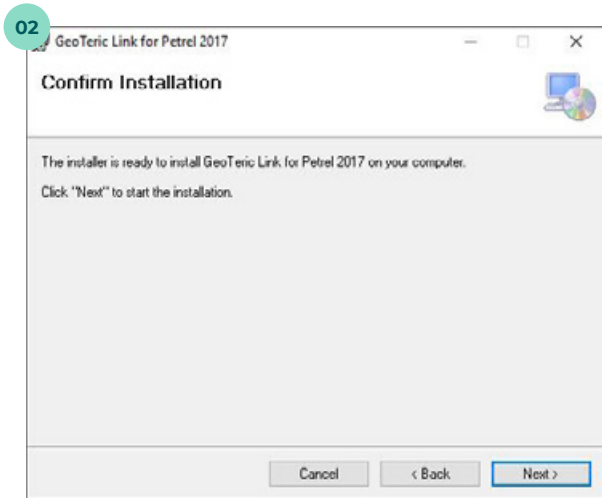 02
GeoTeric Link for Petrel 2017
Confirm Installation
The installer is ready to install GeoTeric Link for Petrel 2017 on your computer.
Click "Next" to start the installation.
Cancel
< Back
Next >